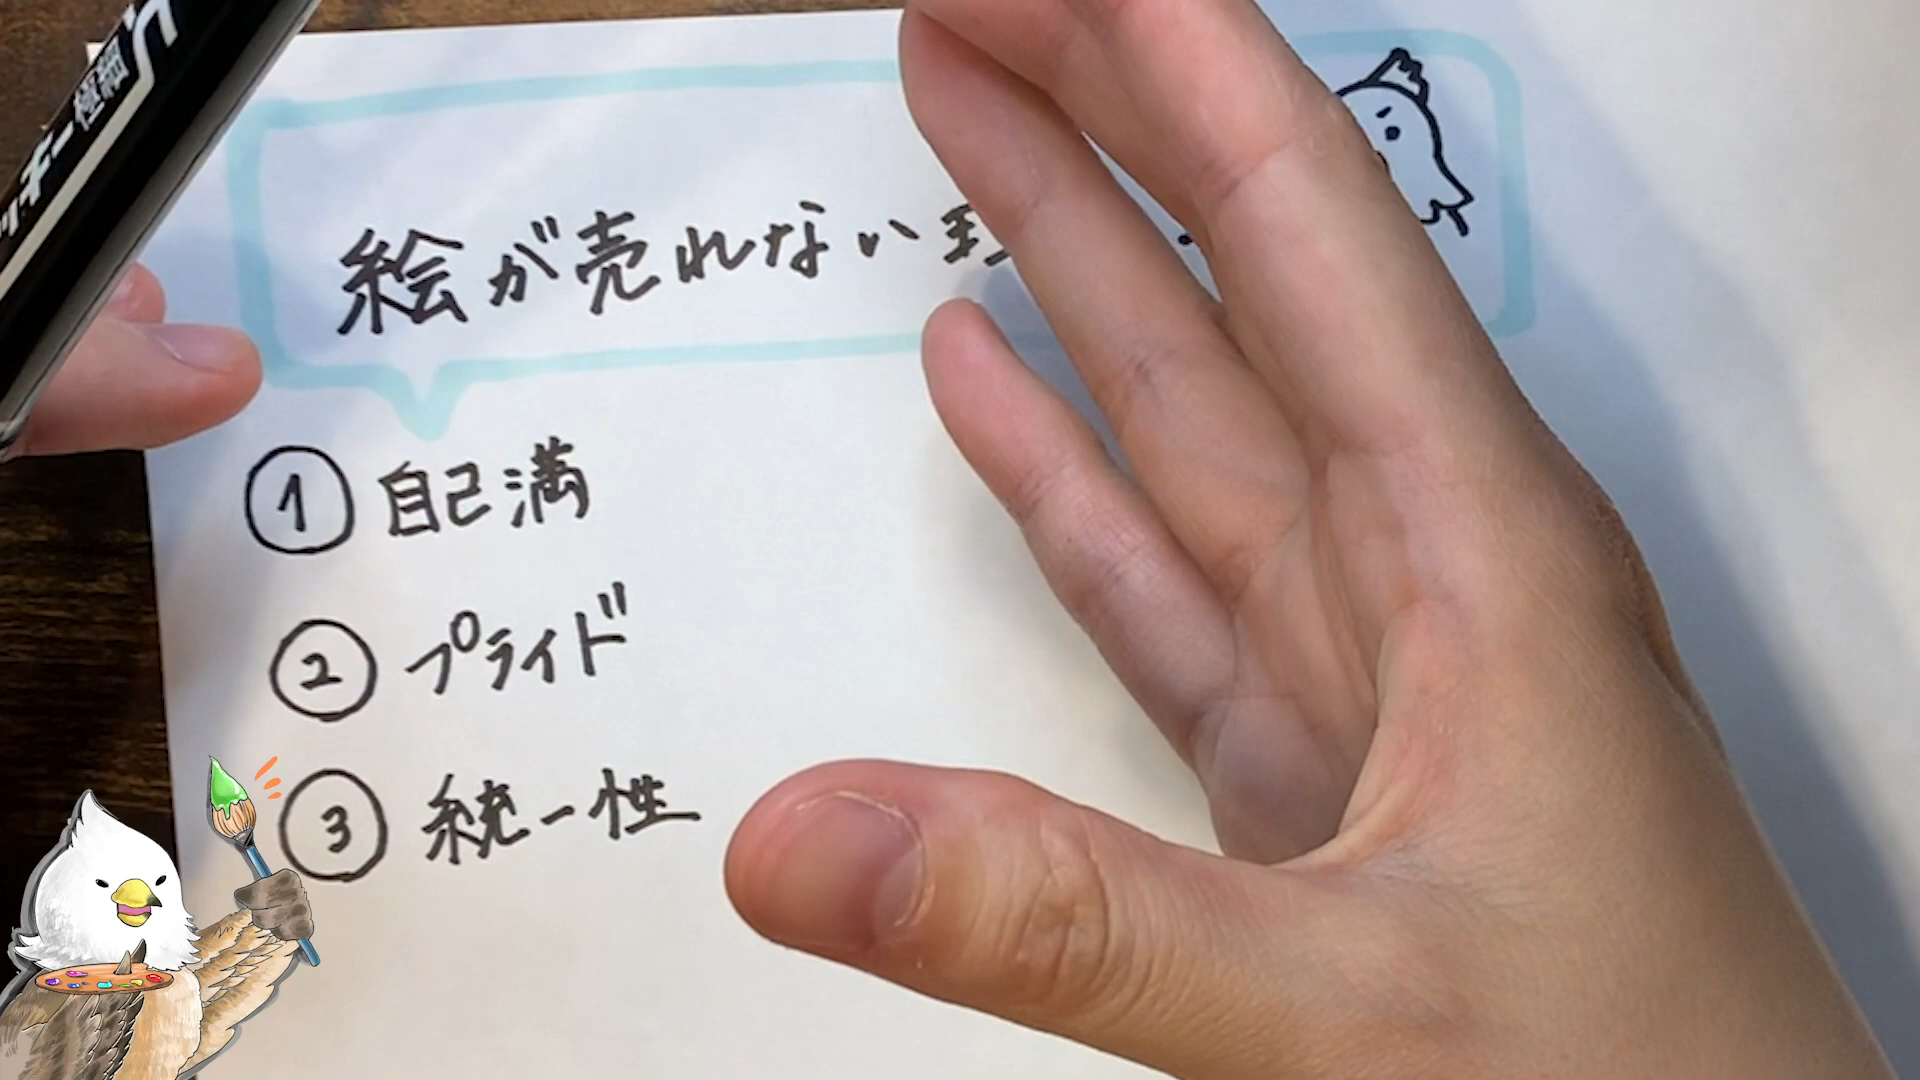 ッキー極細
絵が売れない理
① 自己満
② プライド
③ 統一性